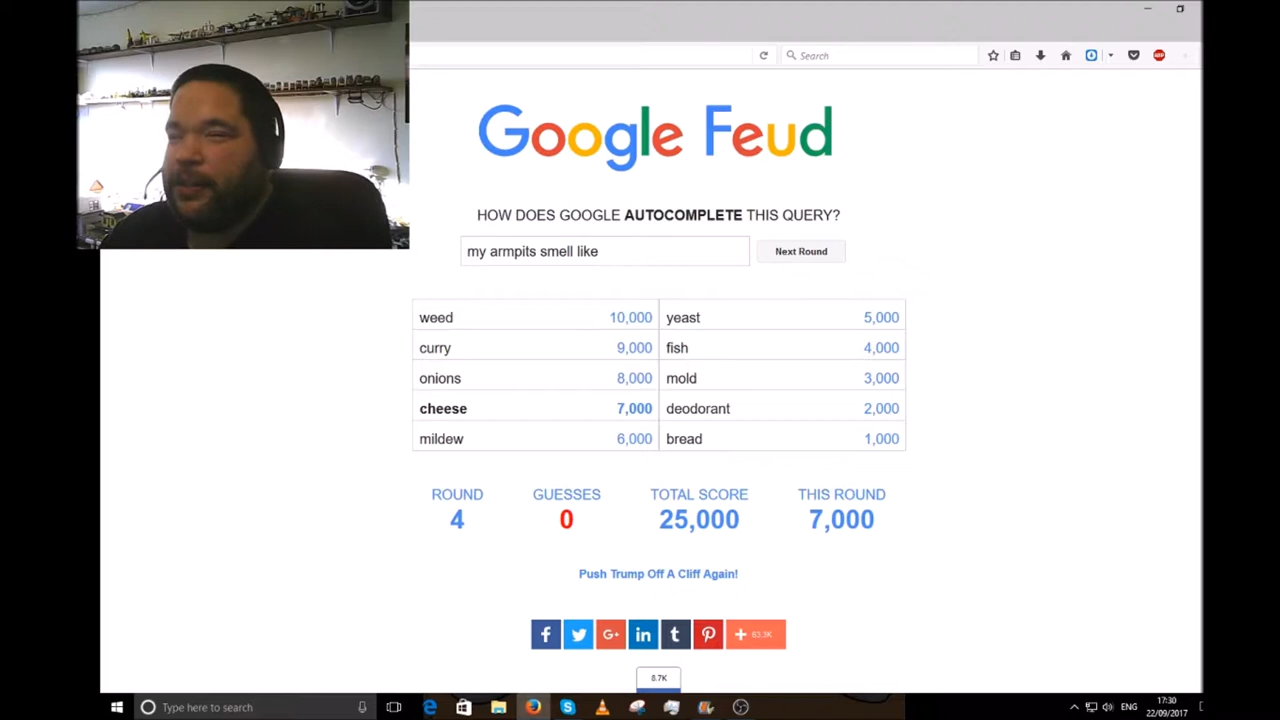 Search
Google Feud
HOW DOES GOOGLE AUTOCOMPLETE THIS QUERY?
my armpits smell like
Next Round
weed 10,000 yeast 5,000
curry 9,000 fish 4,000
onions 8,000 mold 3,000
cheese 7,000 deodorant 2,000
mildew 6,000 bread 1,000
ROUND GUESSES TOTAL SCORE THIS ROUND
4 0 25,000 7,000
Push Trump Off A Cliff Again!
63.3K
8.7K
Type here to search
ENG
17:30
22/09/2017